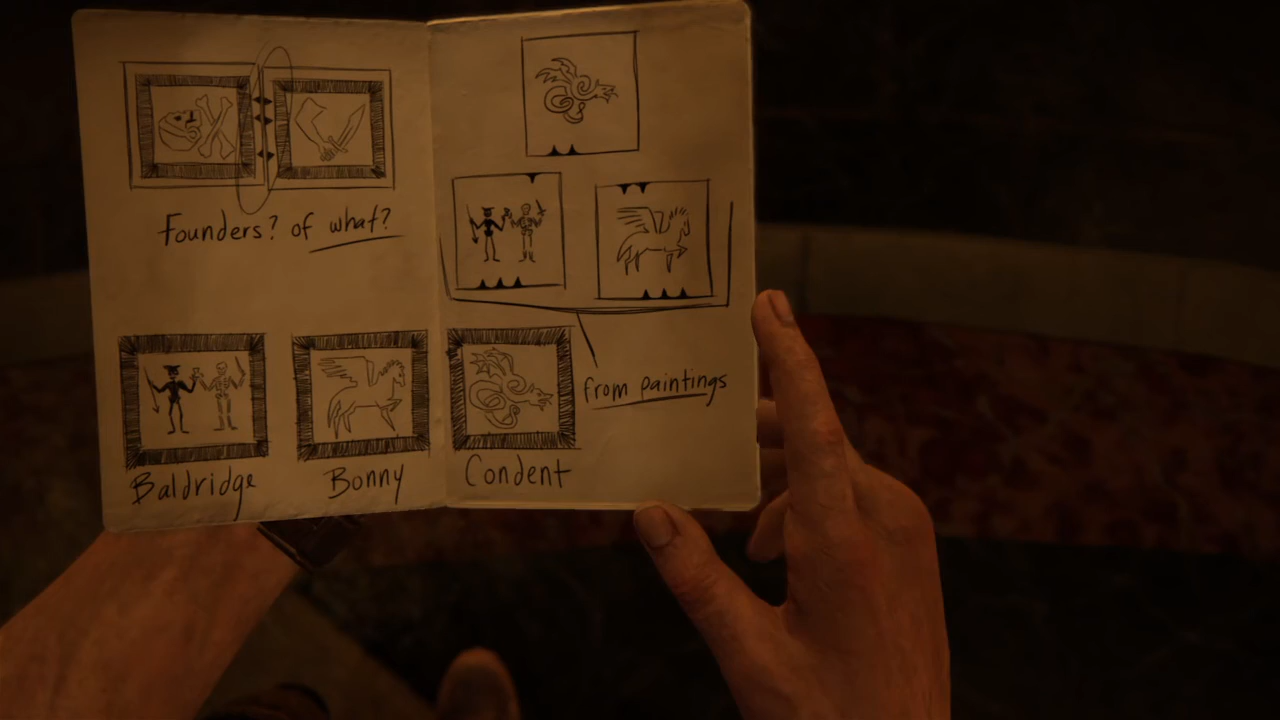 Founders? of what?
from paintings
Baldridge
Bonny
Condent